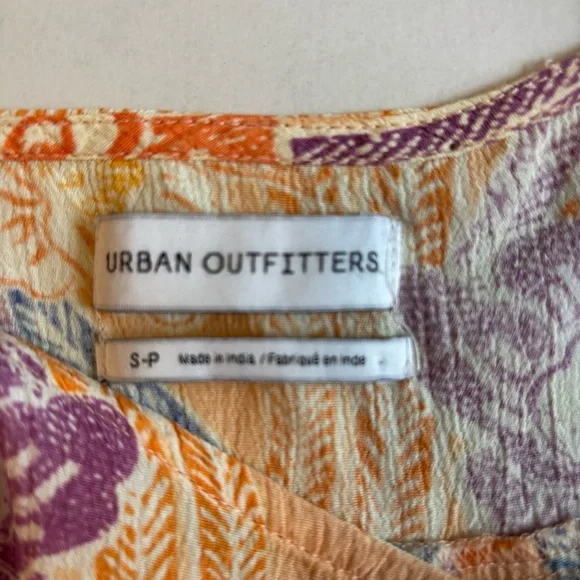 URBAN OUTFITTERS
S-P Made in India / Fabriqué en Inde